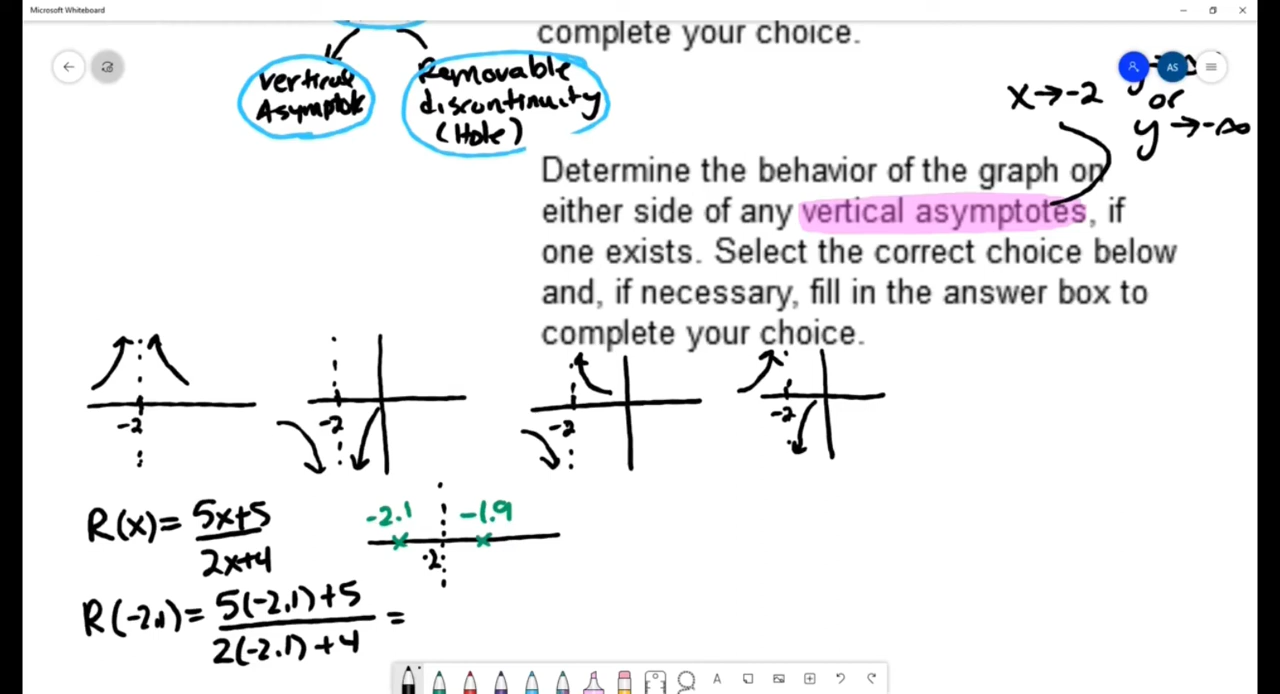 Microsoft Whiteboard
complete your choice.
Vertical
Asymptote
Removable
discontinuity
(Hole)
AS
x→-2
or
y→-∞
Determine the behavior of the graph on
either side of any vertical asymptotes, if
one exists. Select the correct choice below
and, if necessary, fill in the answer box to
complete your choice.
-2
-2
-2
-2
R(x)= 5x+5
2x+4
-2.1
-1.9
-2
R(-2.1)= 5(-2.1)+5 =
2(-2.1)+4
A